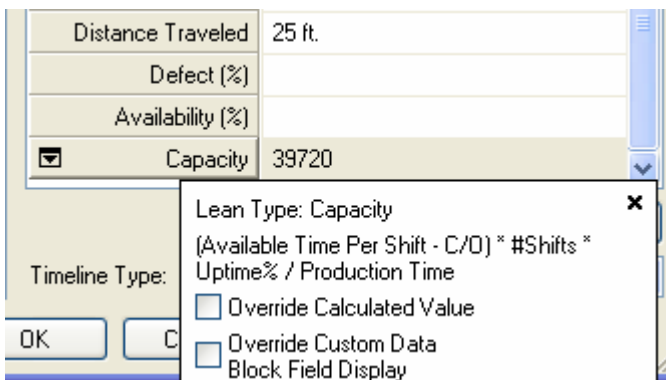 Distance Traveled 25 ft.
Defect (%)
Availability (%)
Capacity 39720
Lean Type: Capacity
(Available Time Per Shift - C/O) * #Shifts *
Uptime% / Production Time
Timeline Type:
Override Calculated Value
OK C
Override Custom Data
Block Field Display